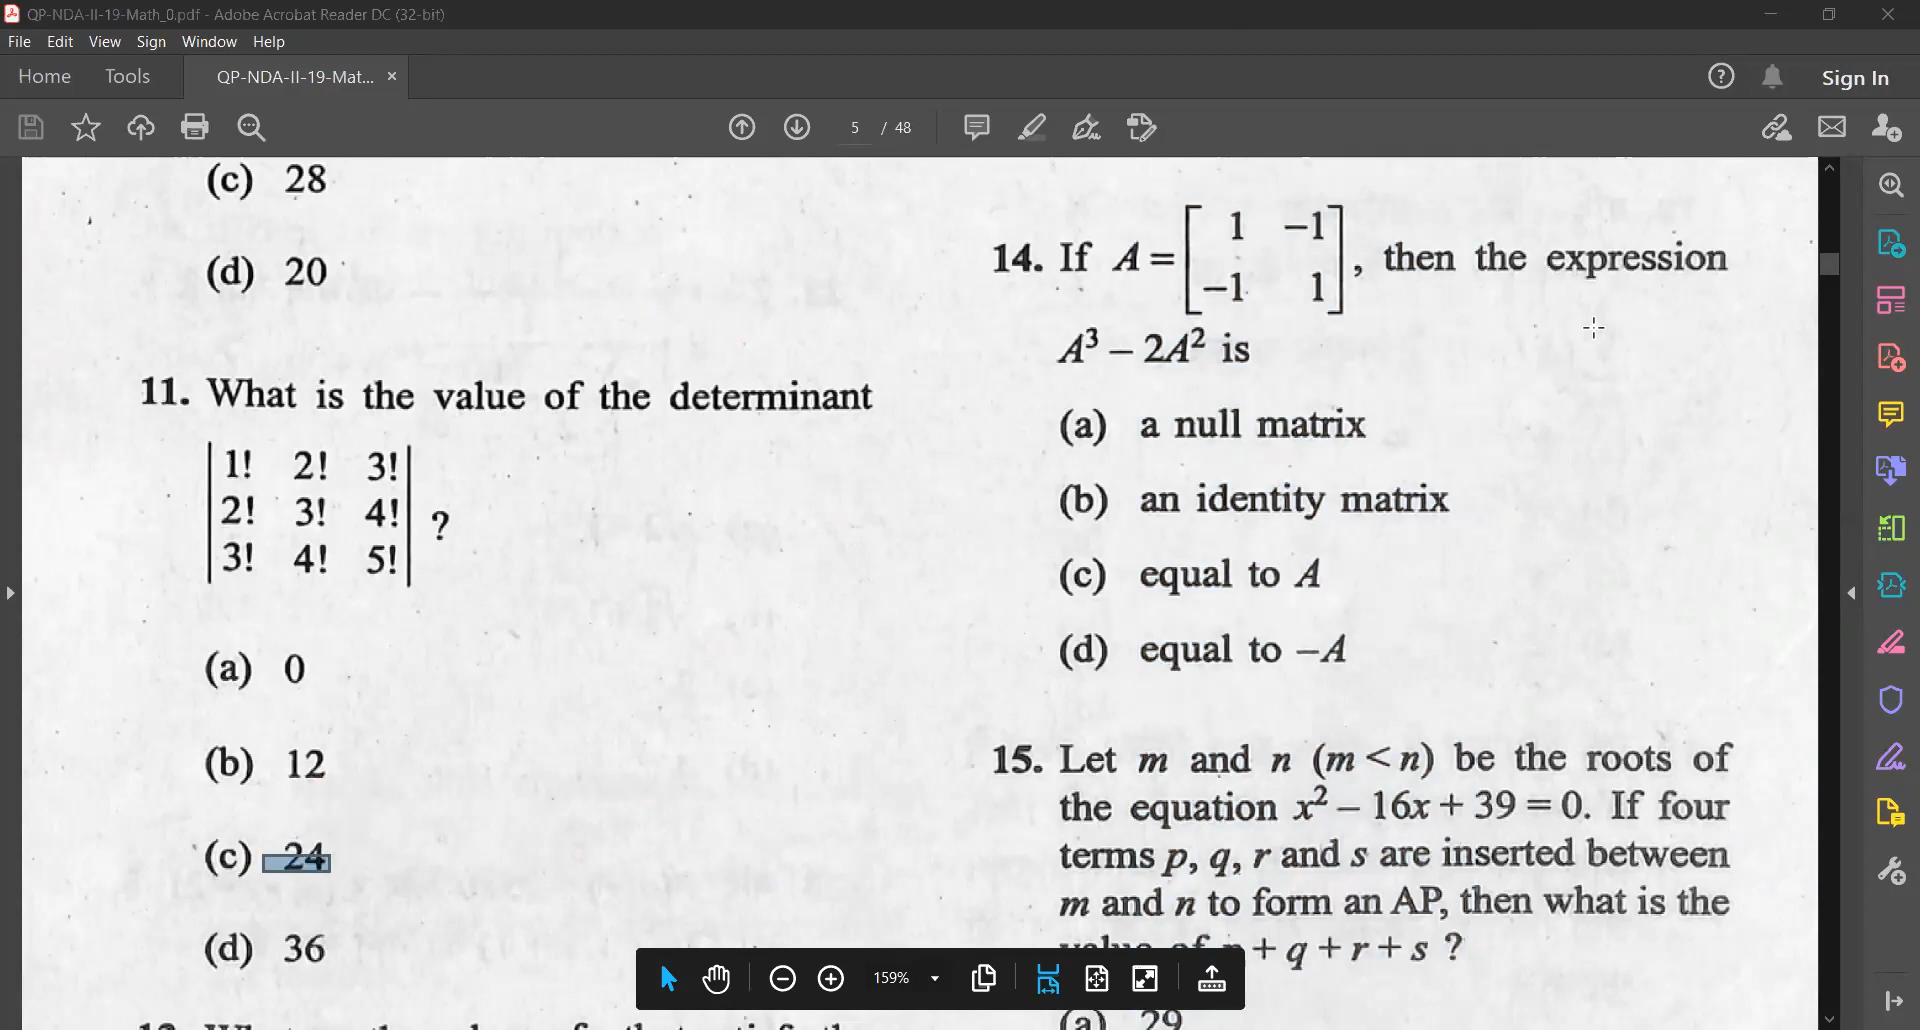 QP-NDA-II-19-Math_0.pdf - Adobe Acrobat Reader DC (32-bit)
File Edit View Sign Window Help
Home Tools QP-NDA-II-19-Mat... ×
Sign In
5 / 48
(c) 28
(d) 20
11. What is the value of the determinant
1! 2! 3!
2! 3! 4!
3! 4! 5!
?
(a) 0
(b) 12
(c) 24
(d) 36
14. If A = [1 −1
−1 1], then the expression
A³ – 2A² is
(a) a null matrix
(b) an identity matrix
(c) equal to A
(d) equal to –A
15. Let m and n (m < n) be the roots of
the equation x² – 16x + 39 = 0. If four
terms p, q, r and s are inserted between
m and n to form an AP, then what is the
+ q + r + s ?
(a) 29
159%